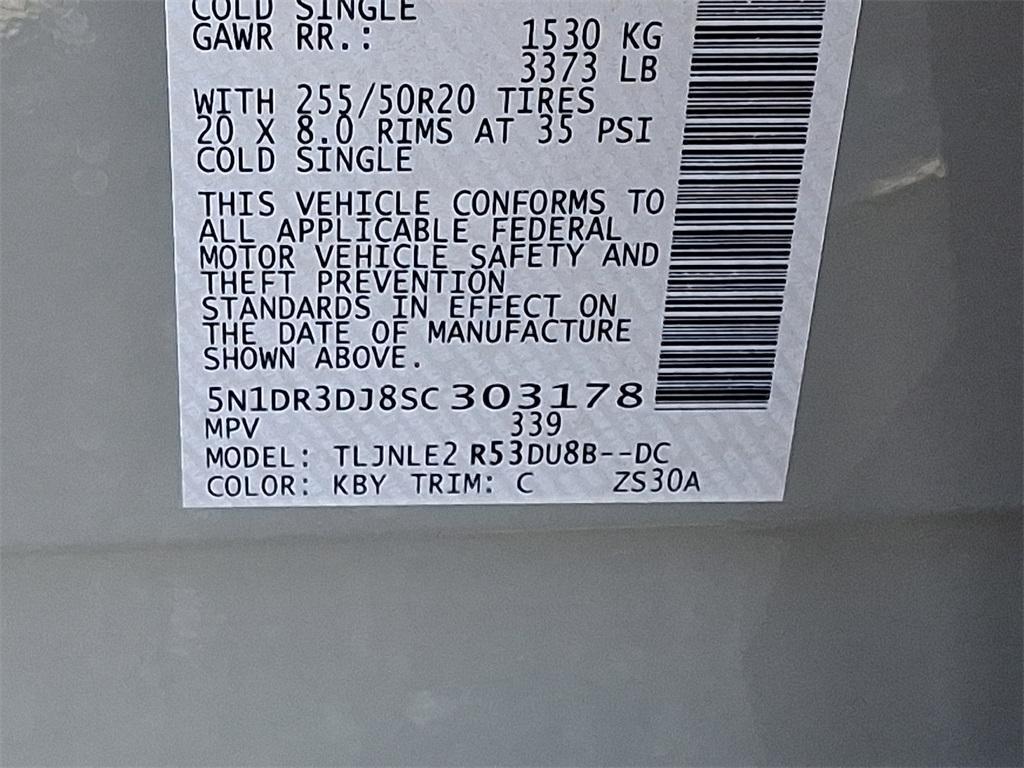 COLD SINGLE
GAWR RR.: 1530 KG
3373 LB
WITH 255/50R20 TIRES
20 X 8.0 RIMS AT 35 PSI
COLD SINGLE
THIS VEHICLE CONFORMS TO
ALL APPLICABLE FEDERAL
MOTOR VEHICLE SAFETY AND
THEFT PREVENTION
STANDARDS IN EFFECT ON
THE DATE OF MANUFACTURE
SHOWN ABOVE.
5N1DR3DJ8SC303178
MPV 339
MODEL: TLJNLE2 R53DU8B--DC
COLOR: KBY TRIM: C ZS30A